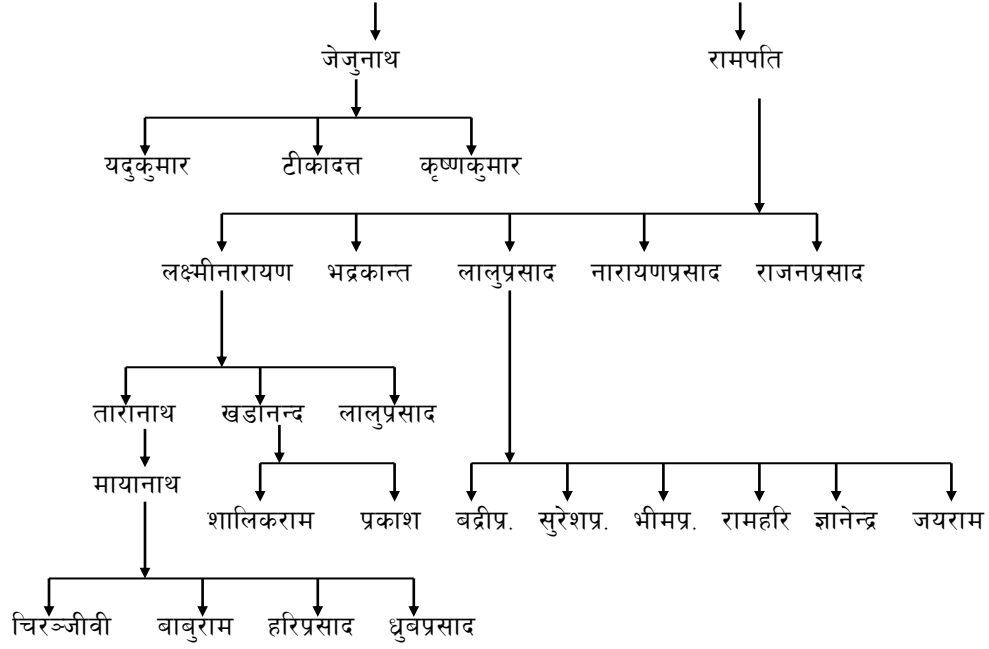 जेजुनाथ रामपति
यदुकुमार टीकादत्त कृष्णकुमार
लक्ष्मीनारायण भद्रकान्त लालुप्रसाद नारायणप्रसाद राजनप्रसाद
तारानाथ खडानन्द लालुप्रसाद
मायानाथ
शालिकराम प्रकाश बद्रीप्र. सुरेशप्र. भीमप्र. रामहरि ज्ञानेन्द्र जयराम
चिरञ्जीवी बाबुराम हरिप्रसाद ध्रुबप्रसाद